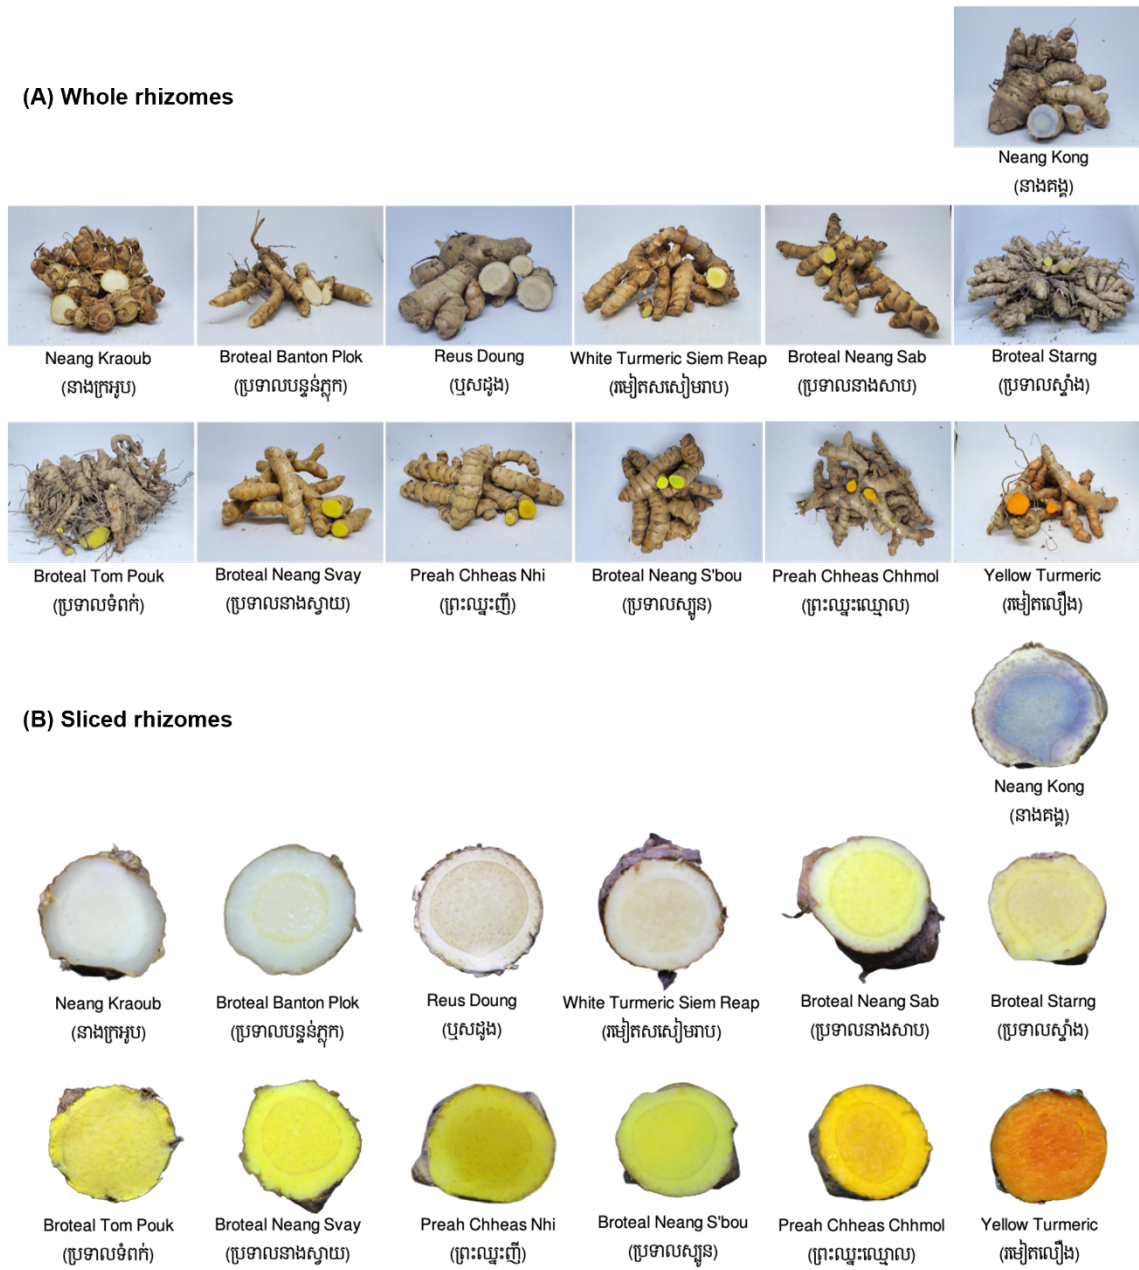 (A) Whole rhizomes
Neang Kong
(នាងគង្គ)
Neang Kraoub
Broteal Banton Plok
Reus Doung
White Turmeric Siem Reap
Broteal Neang Sab
Broteal Starng
(នាងក្រអូប)
(ប្រទាលបន្ទន់ភ្លុក)
(ឬសដូង)
(រមៀតសសៀមរាប)
(ប្រទាលនាងសាប)
(ប្រទាលស្ទាំង)
Broteal Tom Pouk
Broteal Neang Svay
Preah Chheas Nhi
Broteal Neang S'bou
Preah Chheas Chhmol
Yellow Turmeric
(ប្រទាលទំពក់)
(ប្រទាលនាងស្វាយ)
(ព្រះឈ្នះញី)
(ប្រទាលស្បូន)
(ព្រះឈ្នះឈ្មោល)
(រមៀតលឿង)
(B) Sliced rhizomes
Neang Kong
(នាងគង្គ)
Neang Kraoub
Broteal Banton Plok
Reus Doung
White Turmeric Siem Reap
Broteal Neang Sab
Broteal Starng
(នាងក្រអូប)
(ប្រទាលបន្ទន់ភ្លុក)
(ឬសដូង)
(រមៀតសសៀមរាប)
(ប្រទាលនាងសាប)
(ប្រទាលស្ទាំង)
Broteal Tom Pouk
Broteal Neang Svay
Preah Chheas Nhi
Broteal Neang S'bou
Preah Chheas Chhmol
Yellow Turmeric
(ប្រទាលទំពក់)
(ប្រទាលនាងស្វាយ)
(ព្រះឈ្នះញី)
(ប្រទាលស្បូន)
(ព្រះឈ្នះឈ្មោល)
(រមៀតលឿង)